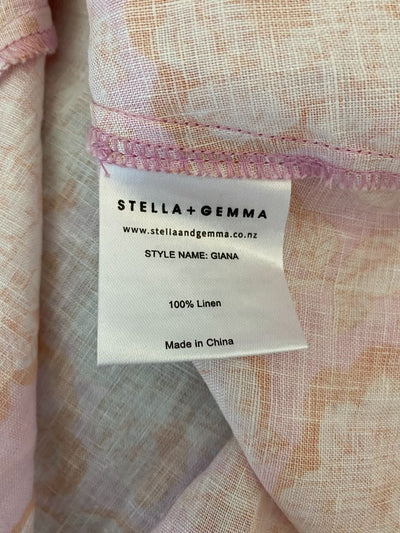 STELLA+GEMMA
www.stellaandgemma.co.nz
STYLE NAME: GIANA
100% Linen
Made in China